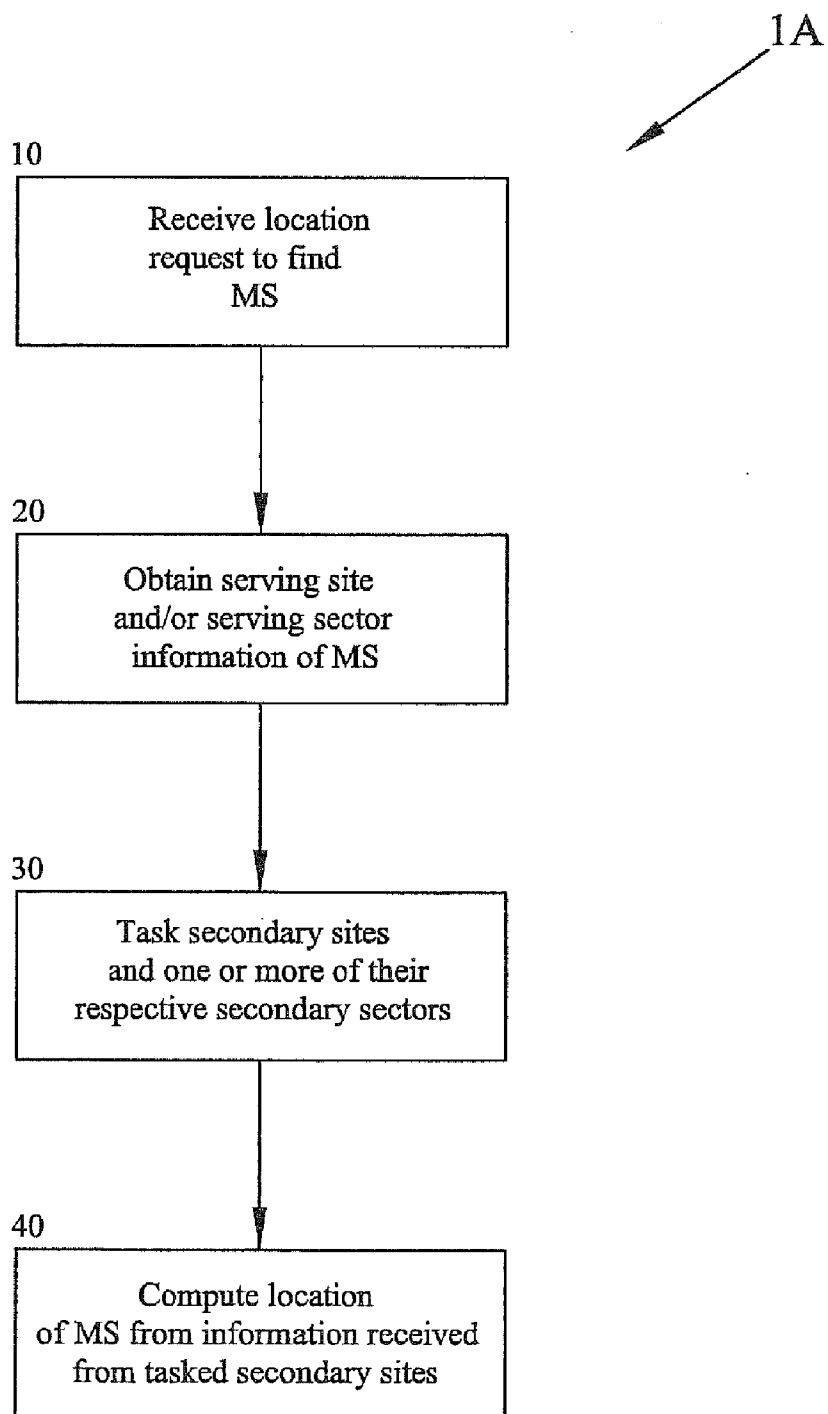 1A
10
Receive location
request to find
MS
20
Obtain serving site
and/or serving sector
information of MS
30
Task secondary sites
and one or more of their
respective secondary sectors
40
Compute location
of MS from information received
from tasked secondary sites